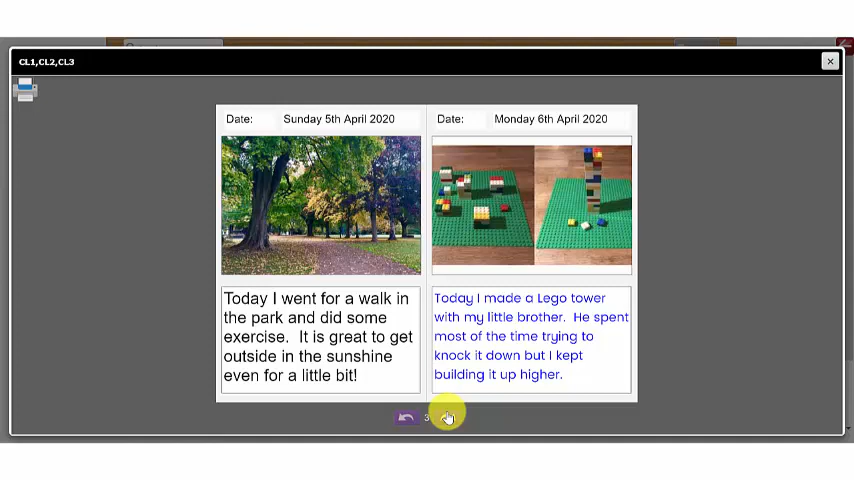 CL1,CL2,CL3
Date: Sunday 5th April 2020
Today I went for a walk in
the park and did some
exercise. It is great to get
outside in the sunshine
even for a little bit!
Date: Monday 6th April 2020
Today I made a Lego tower
with my little brother. He spent
most of the time trying to
knock it down but I kept
building it up higher.
3